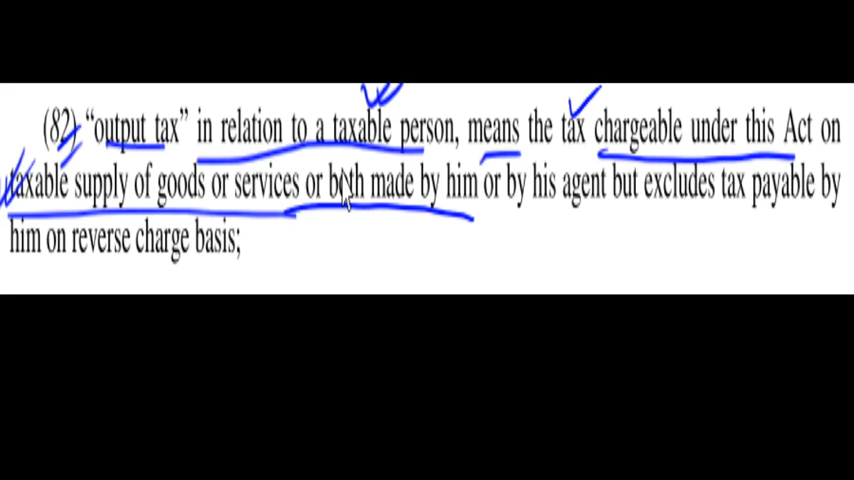 (82) “output tax” in relation to a taxable person, means the tax chargeable under this Act on
taxable supply of goods or services or both made by him or by his agent but excludes tax payable by
him on reverse charge basis;